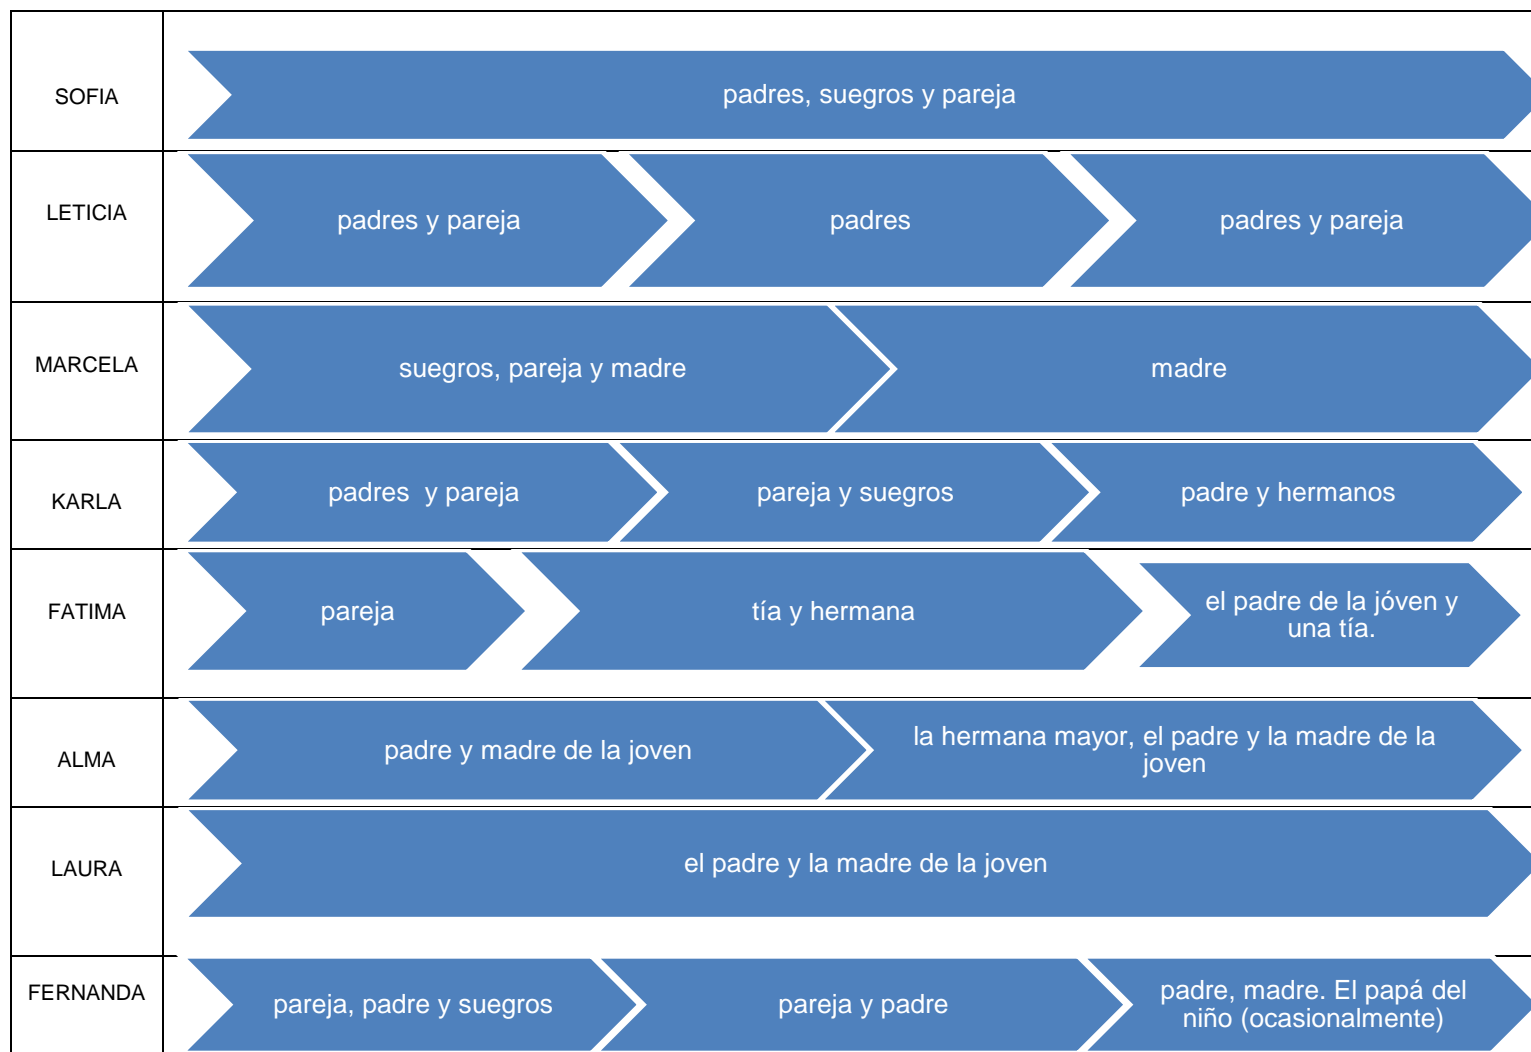 SOFIA
padres, suegros y pareja
LETICIA
padres y pareja
padres
padres y pareja
MARCELA
suegros, pareja y madre
madre
KARLA
padres  y pareja
pareja y suegros
padre y hermanos
FATIMA
pareja
tía y hermana
el padre de la jóven y
una tía.
ALMA
padre y madre de la joven
la hermana mayor, el padre y la madre de la
joven
LAURA
el padre y la madre de la joven
FERNANDA
pareja, padre y suegros
pareja y padre
padre, madre. El papá del
niño (ocasionalmente)